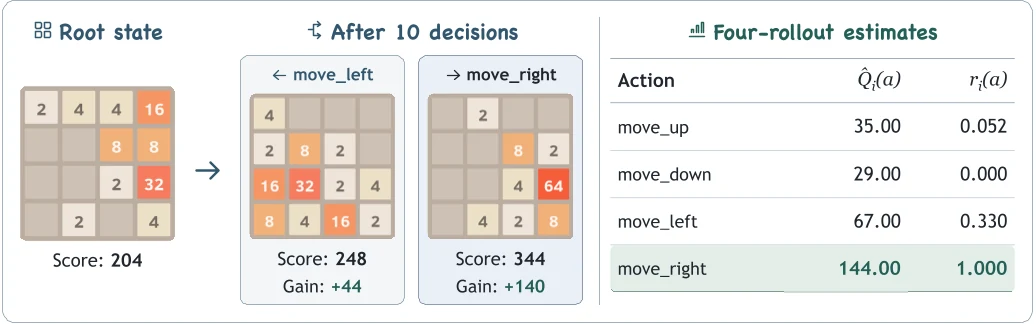 Root state
2 4 4 16
8 8
2 32
2 4
Score: 204
After 10 decisions
← move_left
4
2 8 2
16 32 2 4
8 4 16 2
Score: 248
Gain: +44
→ move_right
2
8 2
4 64
4 2 8
Score: 344
Gain: +140
Four-rollout estimates
Action Q̂ᵢ(a) rᵢ(a)
move_up 35.00 0.052
move_down 29.00 0.000
move_left 67.00 0.330
move_right 144.00 1.000